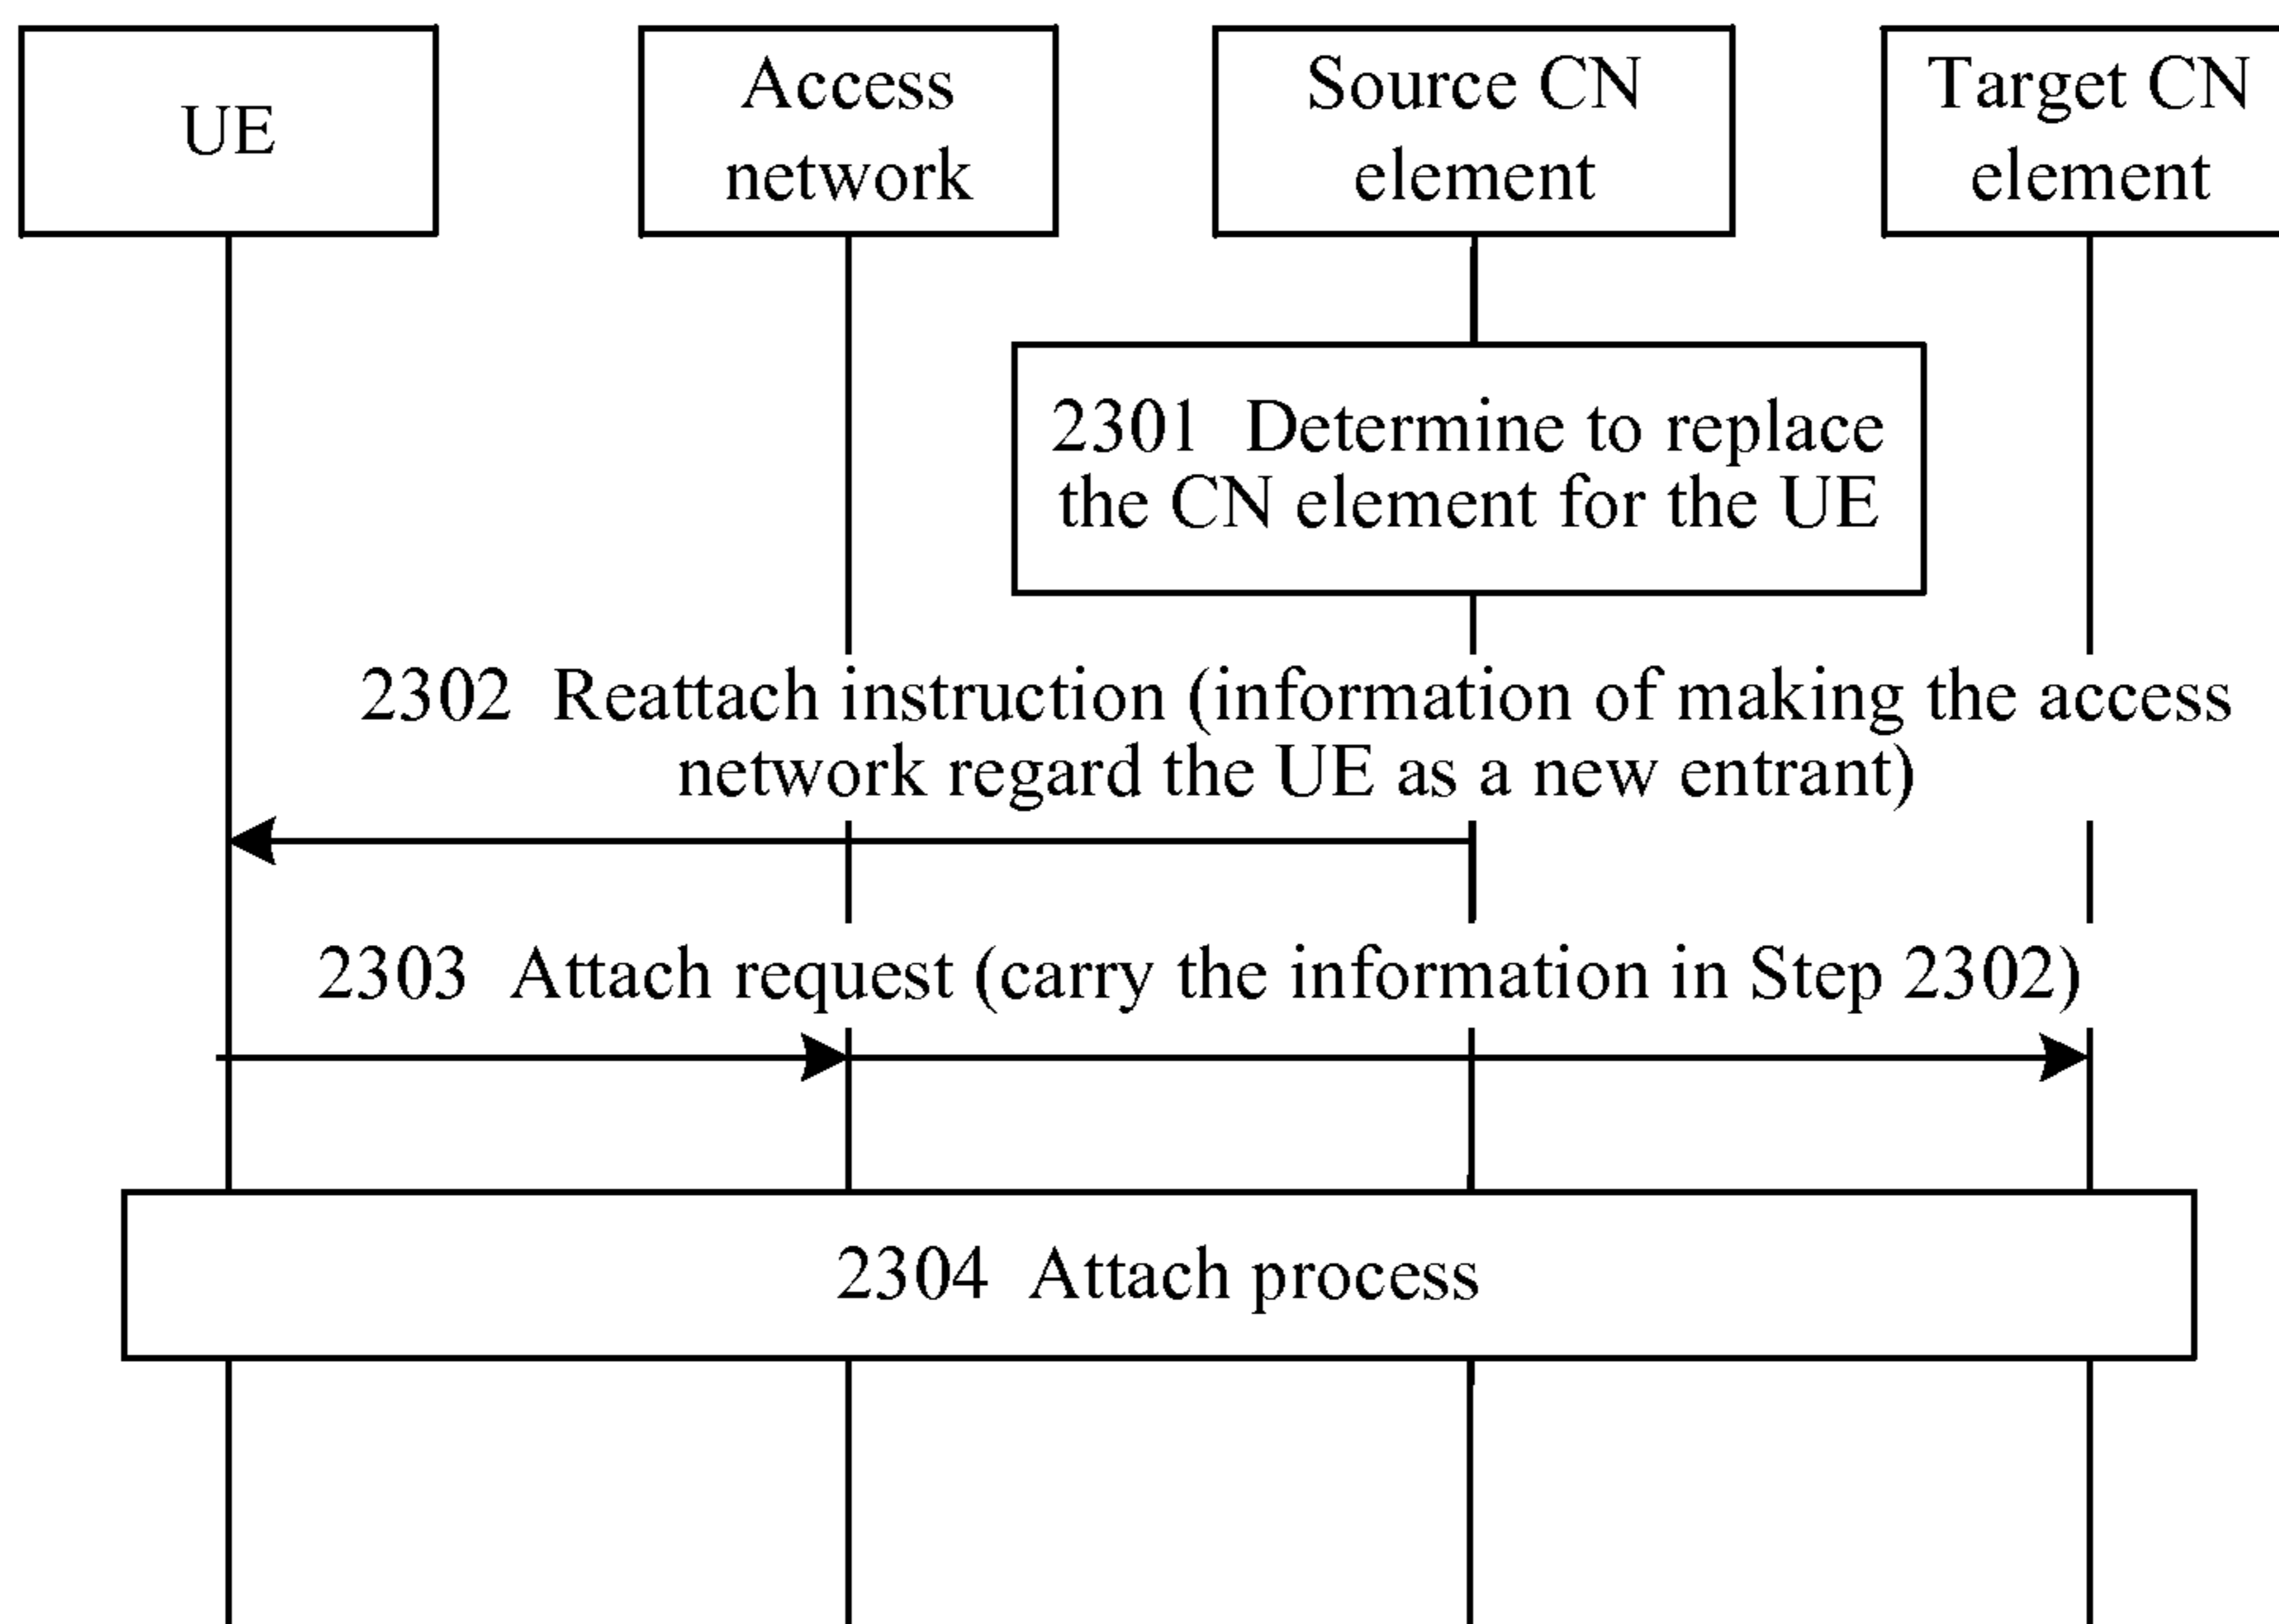 UE
Access
network
Source CN
element
Target CN
element
2301 Determine to replace
the CN element for the UE
2302 Reattach instruction (information of making the access
network regard the UE as a new entrant)
2303 Attach request (carry the information in Step 2302)
2304 Attach process